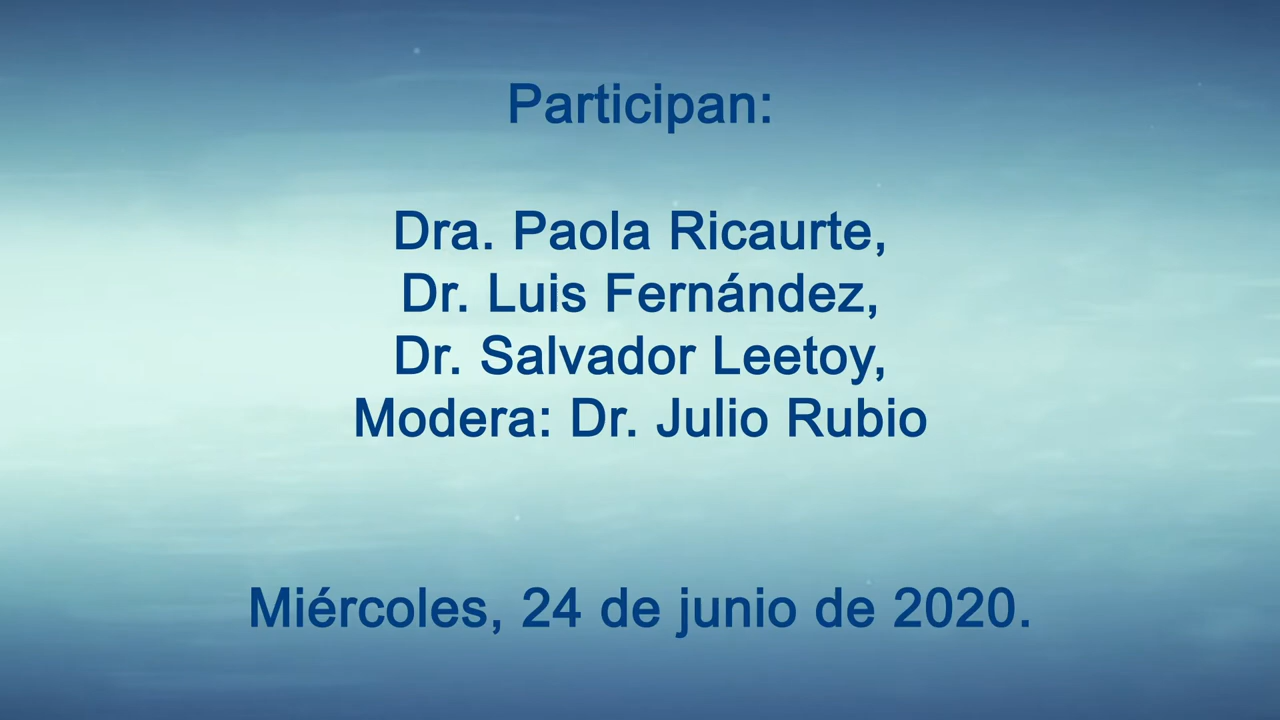 Participan:
Dra. Paola Ricaurte,
Dr. Luis Fernández,
Dr. Salvador Leetoy,
Modera: Dr. Julio Rubio
Miércoles, 24 de junio de 2020.